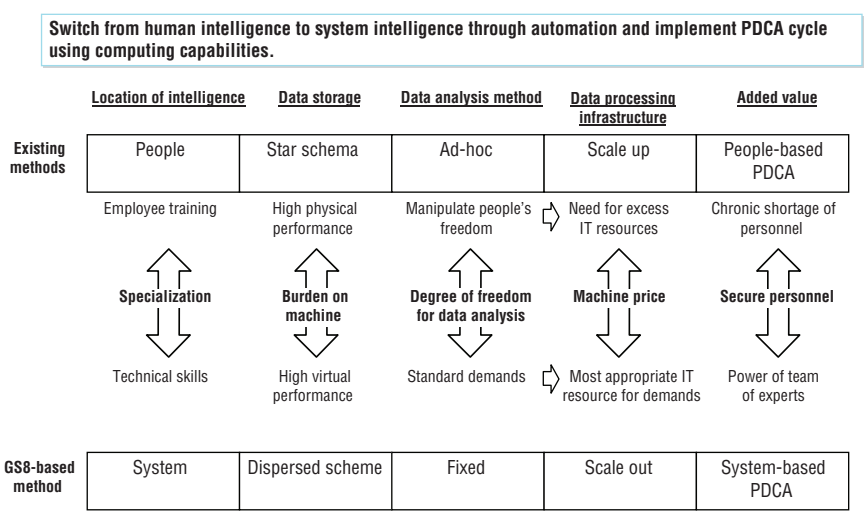 Switch from human intelligence to system intelligence through automation and implement PDCA cycle
using computing capabilities.
Location of intelligence
Data storage
Data analysis method
Data processing
infrastructure
Added value
Existing
methods
People
Star schema
Ad-hoc
Scale up
People-based
PDCA
Employee training
High physical
performance
Manipulate people's
freedom
Need for excess
IT resources
Chronic shortage of
personnel
Specialization
Burden on
machine
Degree of freedom
for data analysis
Machine price
Secure personnel
Technical skills
High virtual
performance
Standard demands
Most appropriate IT
resource for demands
Power of team
of experts
GS8-based
method
System
Dispersed scheme
Fixed
Scale out
System-based
PDCA